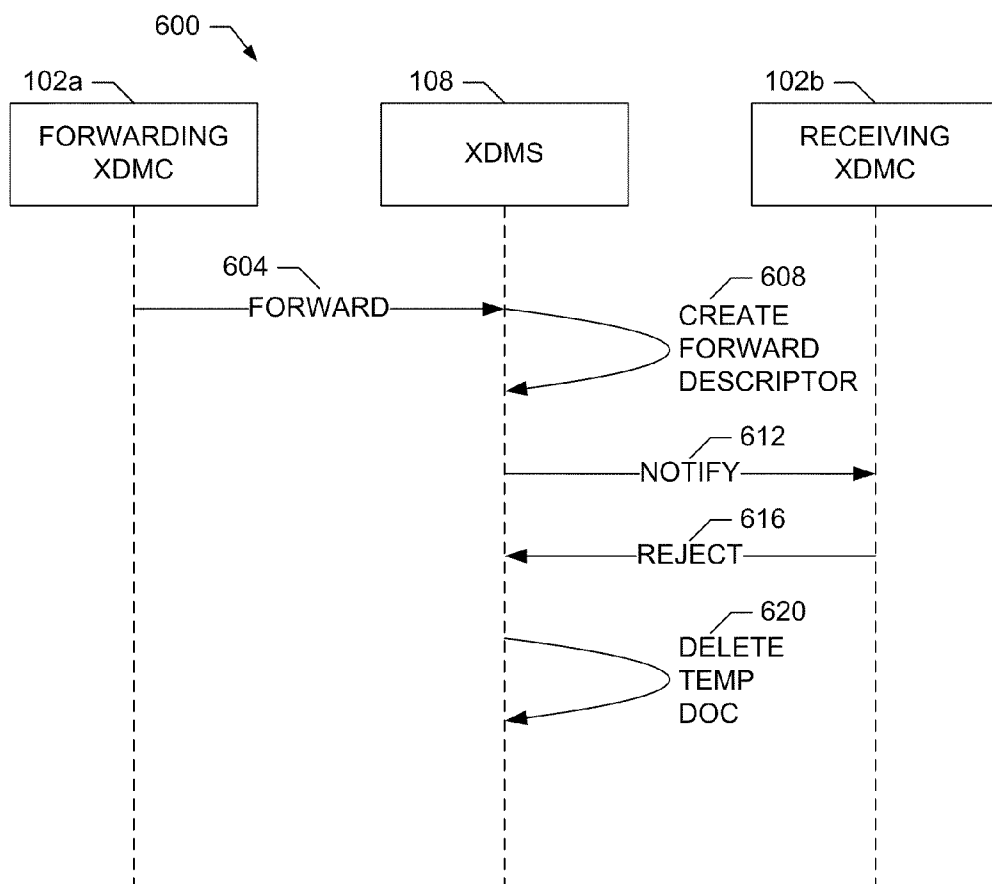 600
102a
108
102b
FORWARDING
XDMC
XDMS
RECEIVING
XDMC
604
FORWARD
608
CREATE
FORWARD
DESCRIPTOR
612
NOTIFY
616
REJECT
620
DELETE
TEMP
DOC